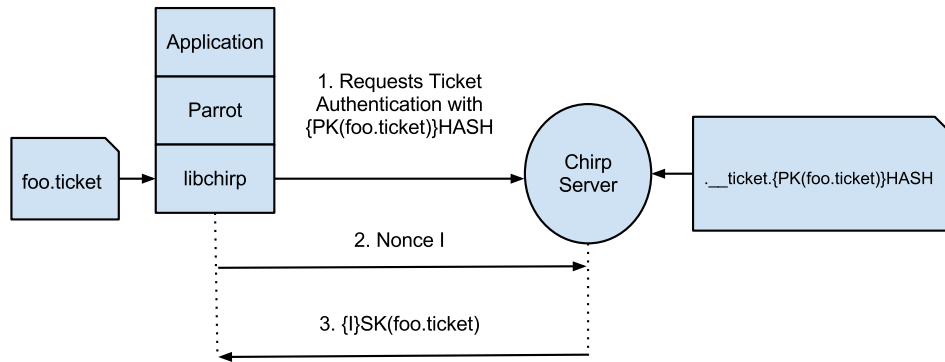 Application
Parrot
libchirp
foo.ticket
1. Requests Ticket
Authentication with
{PK(foo.ticket)}HASH
Chirp
Server
.__ticket.{PK(foo.ticket)}HASH
2. Nonce I
3. {I}SK(foo.ticket)